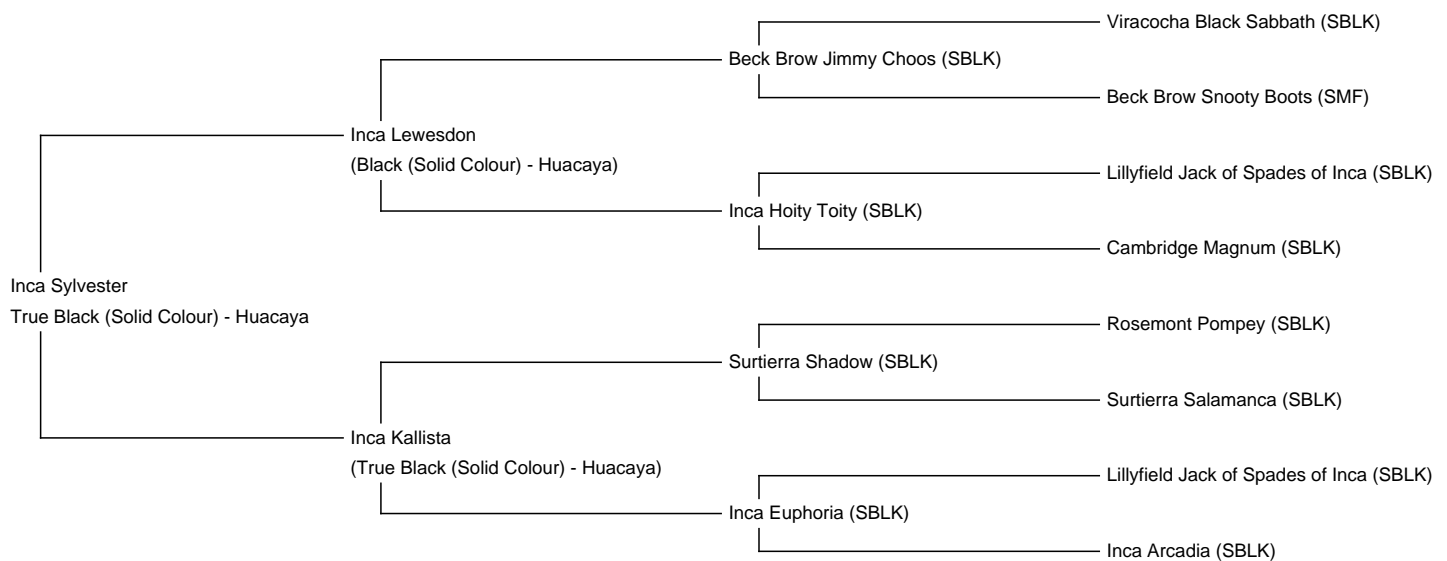 Viracocha Black Sabbath (SBLK)
Beck Brow Jimmy Choos (SBLK)
Beck Brow Snooty Boots (SMF)
Inca Lewesdon
(Black (Solid Colour) - Huacaya)
Lillyfield Jack of Spades of Inca (SBLK)
Inca Hoity Toity (SBLK)
Cambridge Magnum (SBLK)
Inca Sylvester
True Black (Solid Colour) - Huacaya
Rosemont Pompey (SBLK)
Surtierra Shadow (SBLK)
Surtierra Salamanca (SBLK)
Inca Kallista
(True Black (Solid Colour) - Huacaya)
Lillyfield Jack of Spades of Inca (SBLK)
Inca Euphoria (SBLK)
Inca Arcadia (SBLK)